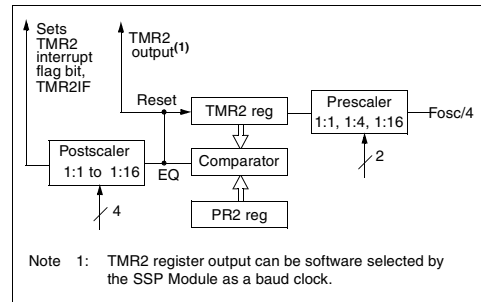 Sets
TMR2
interrupt
flag bit,
TMR2IF
TMR2
output(1)
Reset
TMR2 reg
Prescaler
1:1, 1:4, 1:16
Fosc/4
2
Postscaler
1:1 to 1:16
EQ
Comparator
4
PR2 reg
Note 1: TMR2 register output can be software selected by
the SSP Module as a baud clock.